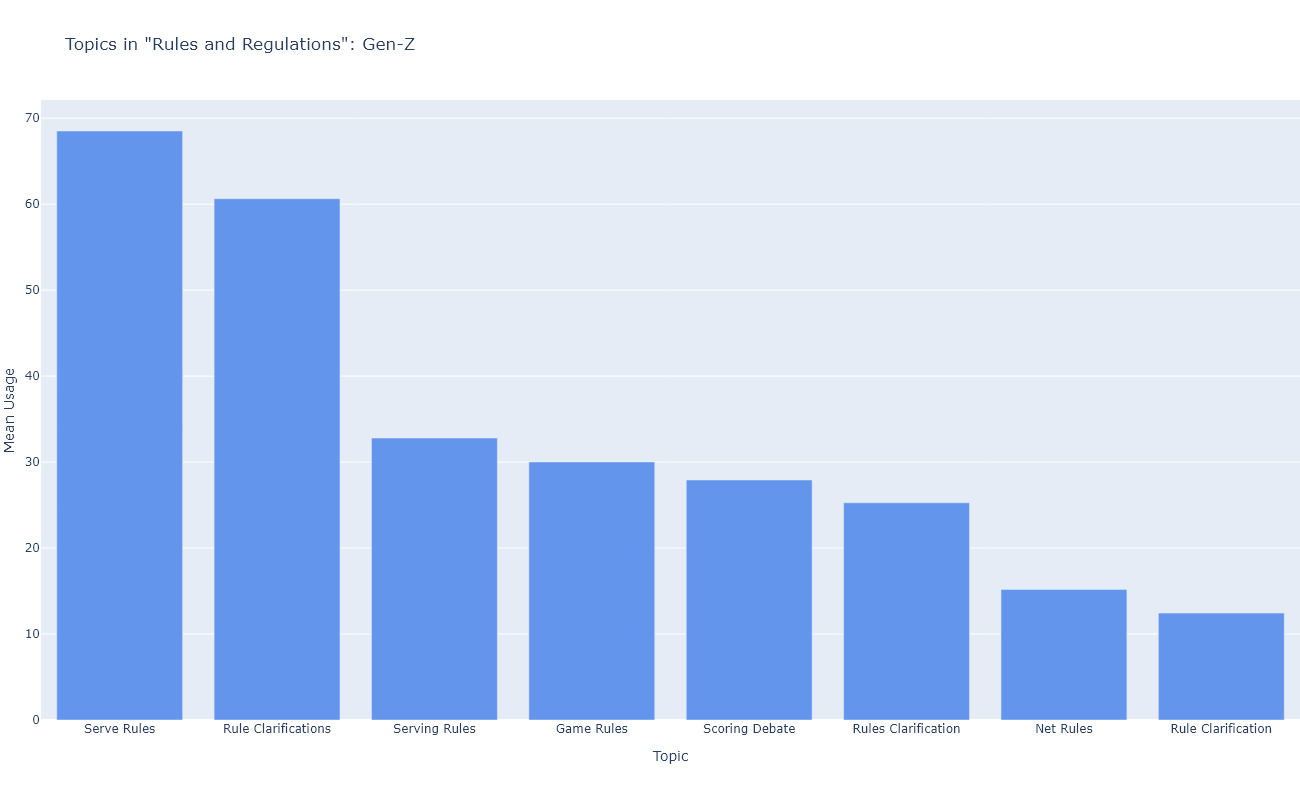 Topics in "Rules and Regulations": Gen-Z
Mean Usage
70
60
50
40
30
20
10
0
Serve Rules
Rule Clarifications
Serving Rules
Game Rules
Scoring Debate
Rules Clarification
Net Rules
Rule Clarification
Topic